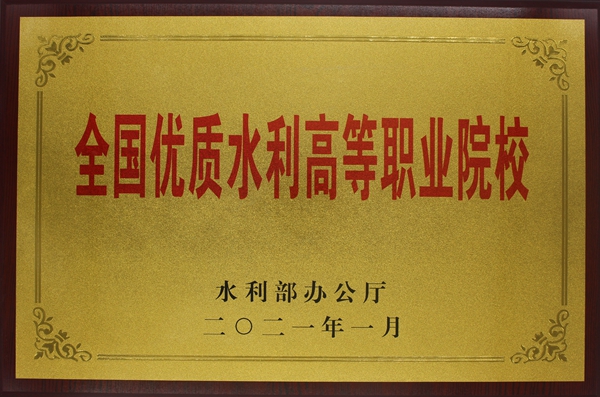 全国优质水利高等职业院校
水利部办公厅
二〇二一年一月